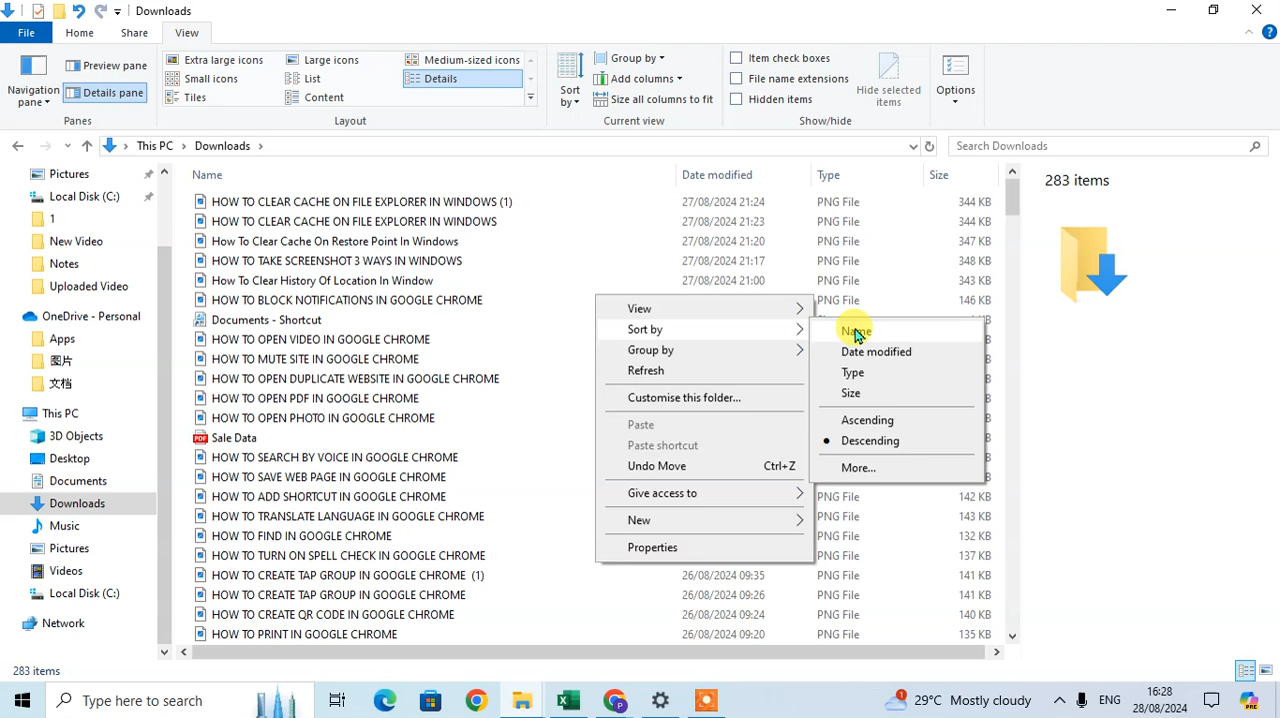 Downloads
File Home Share View
Navigation pane
Preview pane
Details pane
Panes
Extra large icons Large icons Medium-sized icons
Small icons List Details
Tiles Content
Layout
Sort by
Group by
Add columns
Size all columns to fit
Current view
Item check boxes
File name extensions
Hidden items
Hide selected items
Show/hide
Options
This PC Downloads
Search Downloads
Pictures
Local Disk (C:)
1
New Video
Notes
Uploaded Video
OneDrive - Personal
Apps
图片
文档
This PC
3D Objects
Desktop
Documents
Downloads
Music
Pictures
Videos
Local Disk (C:)
Network
Name Date modified Type Size
HOW TO CLEAR CACHE ON FILE EXPLORER IN WINDOWS (1) 27/08/2024 21:24 PNG File 344 KB
HOW TO CLEAR CACHE ON FILE EXPLORER IN WINDOWS 27/08/2024 21:23 PNG File 344 KB
How To Clear Cache On Restore Point In Windows 27/08/2024 21:20 PNG File 347 KB
HOW TO TAKE SCREENSHOT 3 WAYS IN WINDOWS 27/08/2024 21:17 PNG File 348 KB
How To Clear History Of Location In Window 27/08/2024 21:00 PNG File 343 KB
HOW TO BLOCK NOTIFICATIONS IN GOOGLE CHROME PNG File 146 KB
Documents - Shortcut KB
HOW TO OPEN VIDEO IN GOOGLE CHROME
HOW TO MUTE SITE IN GOOGLE CHROME
HOW TO OPEN DUPLICATE WEBSITE IN GOOGLE CHROME
HOW TO OPEN PDF IN GOOGLE CHROME
HOW TO OPEN PHOTO IN GOOGLE CHROME
Sale Data
HOW TO SEARCH BY VOICE IN GOOGLE CHROME
HOW TO SAVE WEB PAGE IN GOOGLE CHROME
HOW TO ADD SHORTCUT IN GOOGLE CHROME PNG File 142 KB
HOW TO TRANSLATE LANGUAGE IN GOOGLE CHROME PNG File 143 KB
HOW TO FIND IN GOOGLE CHROME PNG File 132 KB
HOW TO TURN ON SPELL CHECK IN GOOGLE CHROME PNG File 137 KB
HOW TO CREATE TAP GROUP IN GOOGLE CHROME (1) 26/08/2024 09:35 PNG File 141 KB
HOW TO CREATE TAP GROUP IN GOOGLE CHROME 26/08/2024 09:26 PNG File 141 KB
HOW TO CREATE QR CODE IN GOOGLE CHROME 26/08/2024 09:24 PNG File 140 KB
HOW TO PRINT IN GOOGLE CHROME 26/08/2024 09:20 PNG File 135 KB
View
Sort by
Group by
Refresh
Customise this folder...
Paste
Paste shortcut
Undo Move Ctrl+Z
Give access to
New
Properties
Name
Date modified
Type
Size
Ascending
Descending
More...
283 items
283 items
Type here to search
1
29°C Mostly cloudy
ENG
16:28
28/08/2024